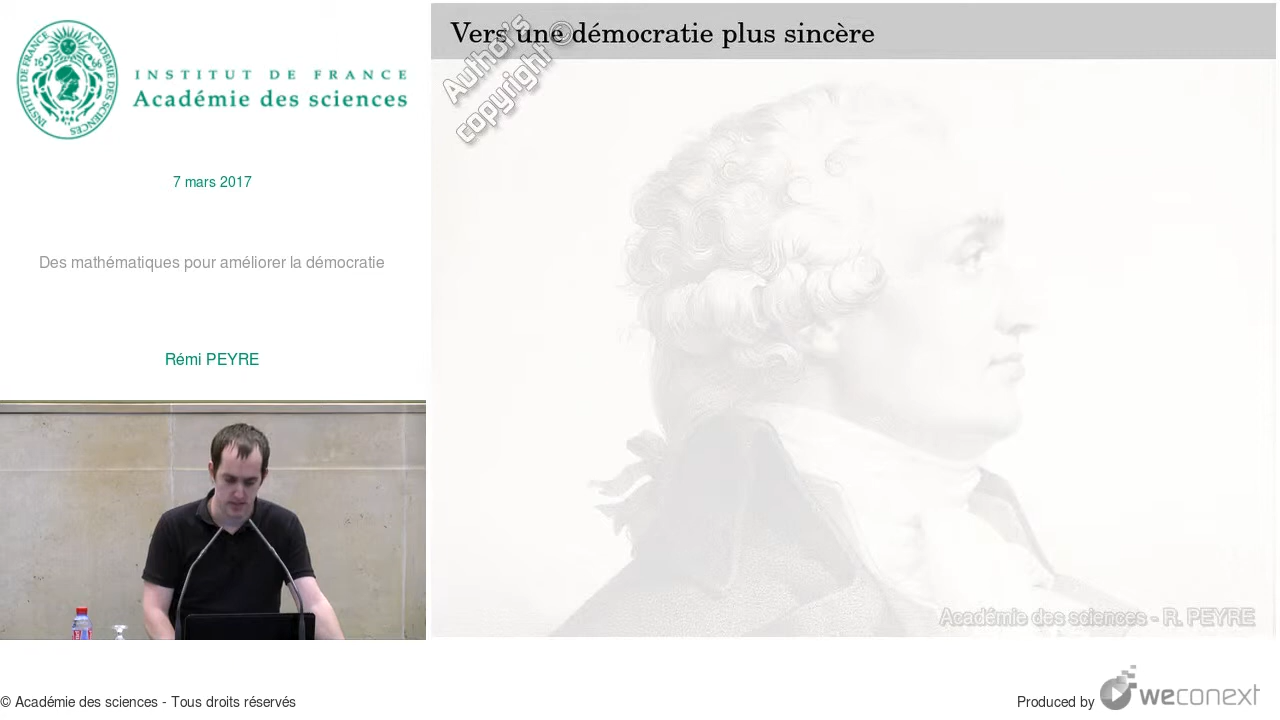 INSTITUT DE FRANCE
Académie des sciences
7 mars 2017
Des mathématiques pour améliorer la démocratie
Rémi PEYRE
Vers une démocratie plus sincère
Author's
copyright ©
Académie des sciences - R. PEYRE
© Académie des sciences - Tous droits réservés
Produced by weconext